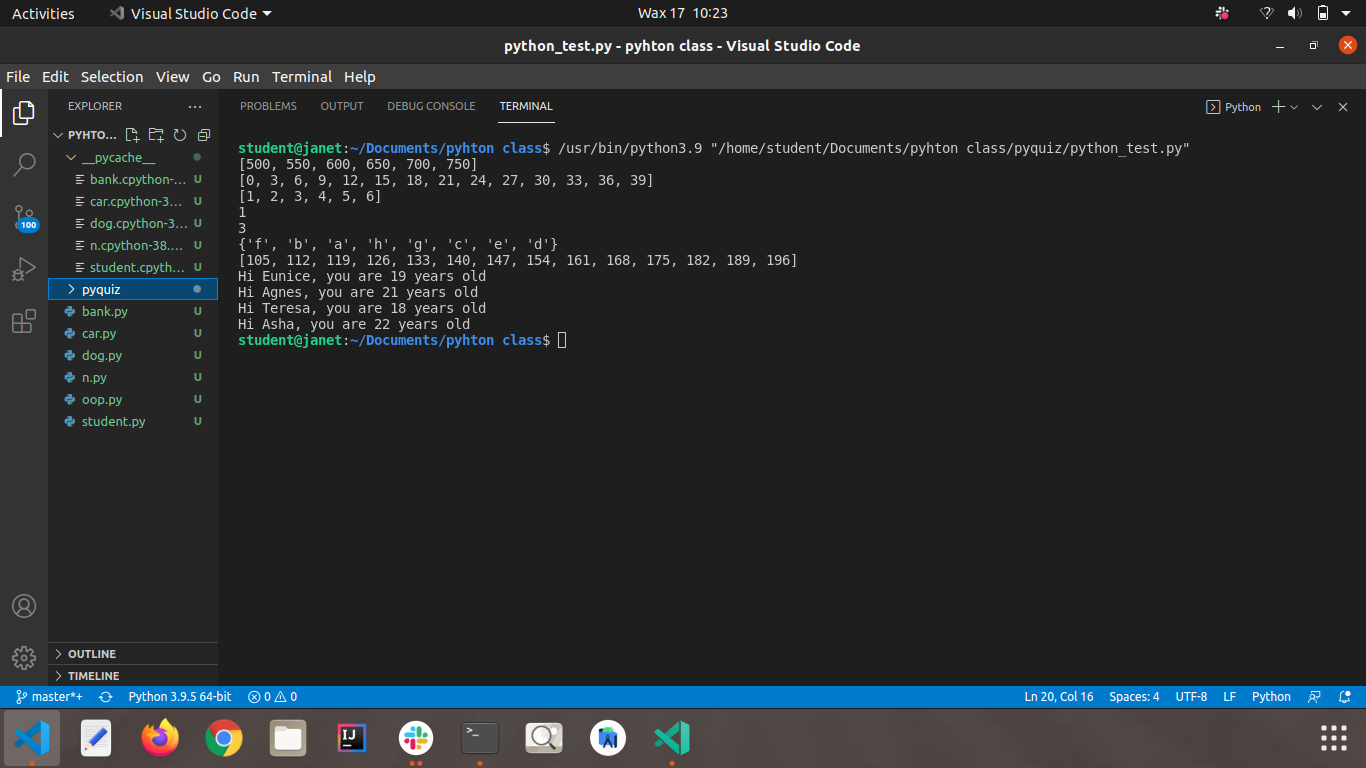 Activities Visual Studio Code Wax 17 10:23
python_test.py - pyhton class - Visual Studio Code
File Edit Selection View Go Run Terminal Help
EXPLORER
PYHTO...
__pycache__
bank.cpython-... U
car.cpython-3... U
dog.cpython-3... U
n.cpython-38.... U
student.cpyth... U
pyquiz
bank.py U
car.py U
dog.py U
n.py U
oop.py U
student.py U
OUTLINE
TIMELINE
100
PROBLEMS OUTPUT DEBUG CONSOLE TERMINAL Python
student@janet:~/Documents/pyhton class$ /usr/bin/python3.9 "/home/student/Documents/pyhton class/pyquiz/python_test.py"
[500, 550, 600, 650, 700, 750]
[0, 3, 6, 9, 12, 15, 18, 21, 24, 27, 30, 33, 36, 39]
[1, 2, 3, 4, 5, 6]
1
3
{'f', 'b', 'a', 'h', 'g', 'c', 'e', 'd'}
[105, 112, 119, 126, 133, 140, 147, 154, 161, 168, 175, 182, 189, 196]
Hi Eunice, you are 19 years old
Hi Agnes, you are 21 years old
Hi Teresa, you are 18 years old
Hi Asha, you are 22 years old
student@janet:~/Documents/pyhton class$
master*+ Python 3.9.5 64-bit 0 0 Ln 20, Col 16 Spaces: 4 UTF-8 LF Python
IJ
>_